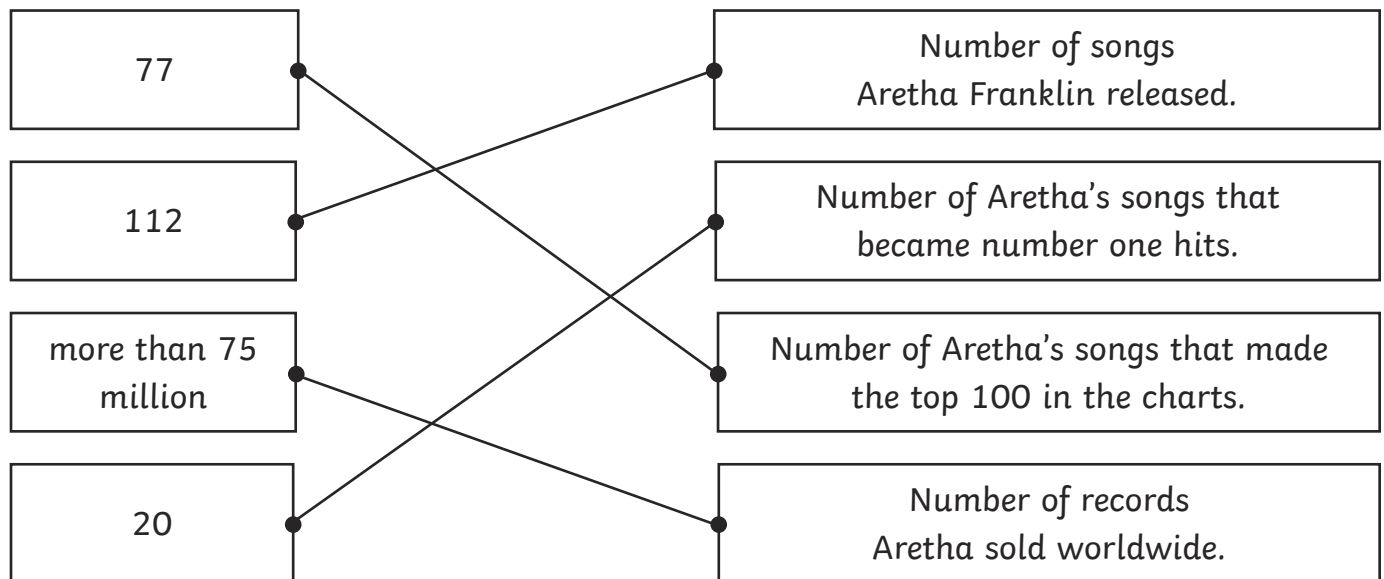 77
Number of songs
Aretha Franklin released.
112
Number of Aretha's songs that
became number one hits.
more than 75
million
Number of Aretha's songs that made
the top 100 in the charts.
20
Number of records
Aretha sold worldwide.